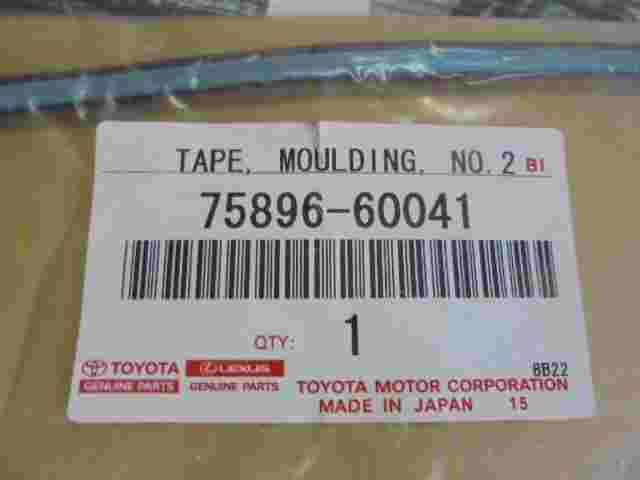 TAPE, MOULDING, NO.2 BI
75896-60041
QTY: 1
8B22
TOYOTA LEXUS TOYOTA MOTOR CORPORATION
GENUINE PARTS GENUINE PARTS MADE IN JAPAN 15